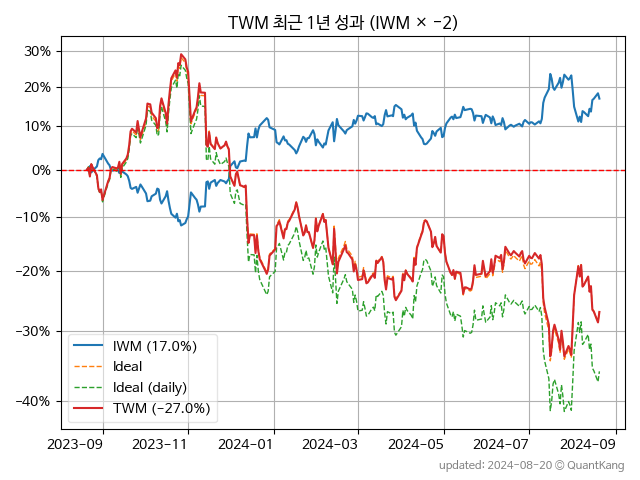 TWM 최근 1년 성과 (IWM × −2)
30%
20%
10%
0%
−10%
−20%
−30%
−40%
IWM (17.0%)
Ideal
Ideal (daily)
TWM (−27.0%)
2023-09 2023-11 2024-01 2024-03 2024-05 2024-07 2024-09
updated: 2024-08-20 © QuantKang